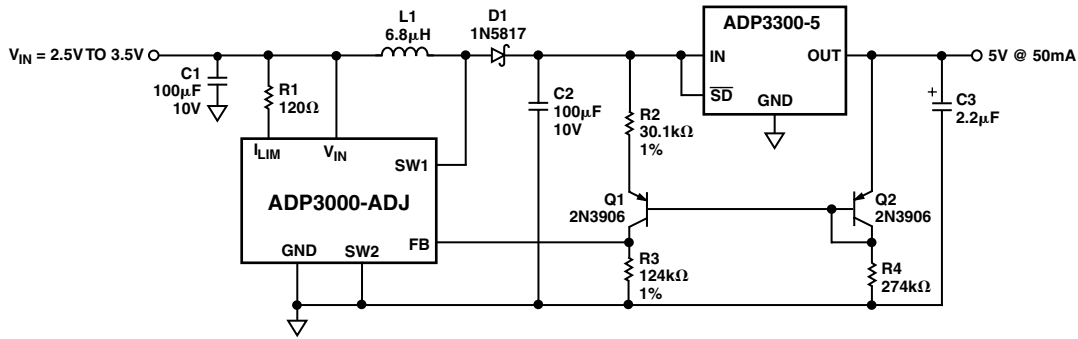 ADP3300-5
L1
6.8μH
D1
1N5817
V_IN = 2.5V TO 3.5V
IN
OUT
5V @ 50mA
C1
100μF
10V
R1
120Ω
C2
100μF
10V
R2
30.1kΩ
1%
SD
GND
+
C3
2.2μF
I_LIM
V_IN
SW1
ADP3000-ADJ
Q1
2N3906
Q2
2N3906
FB
GND
SW2
R3
124kΩ
1%
R4
274kΩ